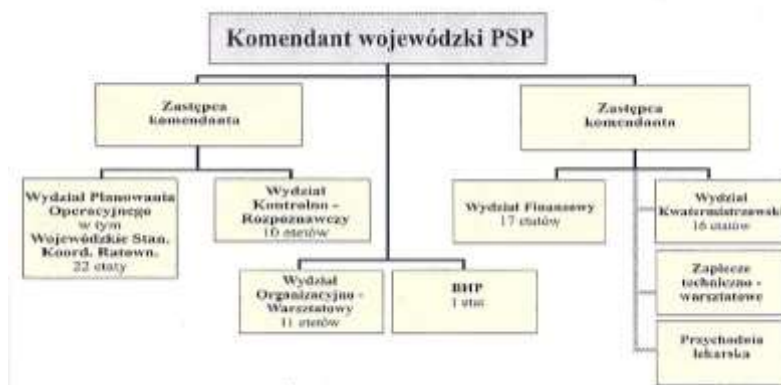 Komendant wojewódzki PSP
Zastępca
komendanta
Zastępca
komendanta
Wydział Planowania
Operacyjnego
w tym
Wojewódzkie Stan.
Koord. Ratown.
22 etaty
Wydział
Kontrolno -
Rozpoznawczy
10 etatów
Wydział Finansowy
17 etatów
Wydział
Kwatermistrzowski
16 etatów
Wydział
Organizacyjno -
Warsztatowy
11 etatów
BHP
1 etat
Zaplecze
techniczno -
warsztatowe
Przychodnia
lekarska